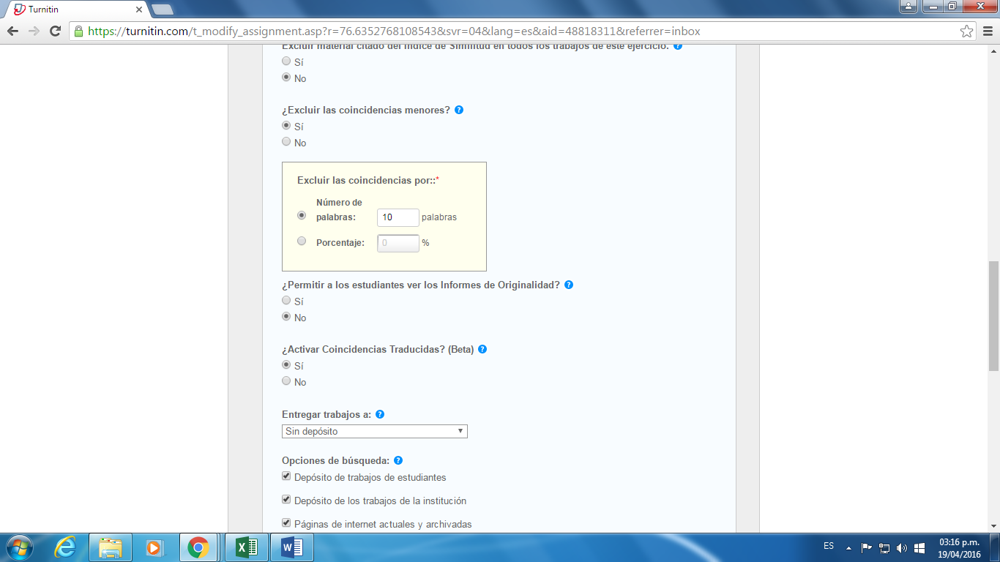 Turnitin
https://turnitin.com/t_modify_assignment.asp?r=76.6352768108543&svr=04&lang=es&aid=48818311&referrer=inbox
Excluir material citado del Índice de Similitud en todos los trabajos de este ejercicio. ?
Sí
No
¿Excluir las coincidencias menores? ?
Sí
No
Excluir las coincidencias por::*
Número de
palabras: 10 palabras
Porcentaje: 0 %
¿Permitir a los estudiantes ver los Informes de Originalidad? ?
Sí
No
¿Activar Coincidencias Traducidas? (Beta) ?
Sí
No
Entregar trabajos a: ?
Sin depósito
Opciones de búsqueda: ?
Depósito de trabajos de estudiantes
Depósito de los trabajos de la institución
Páginas de internet actuales y archivadas
ES
03:16 p.m.
19/04/2016